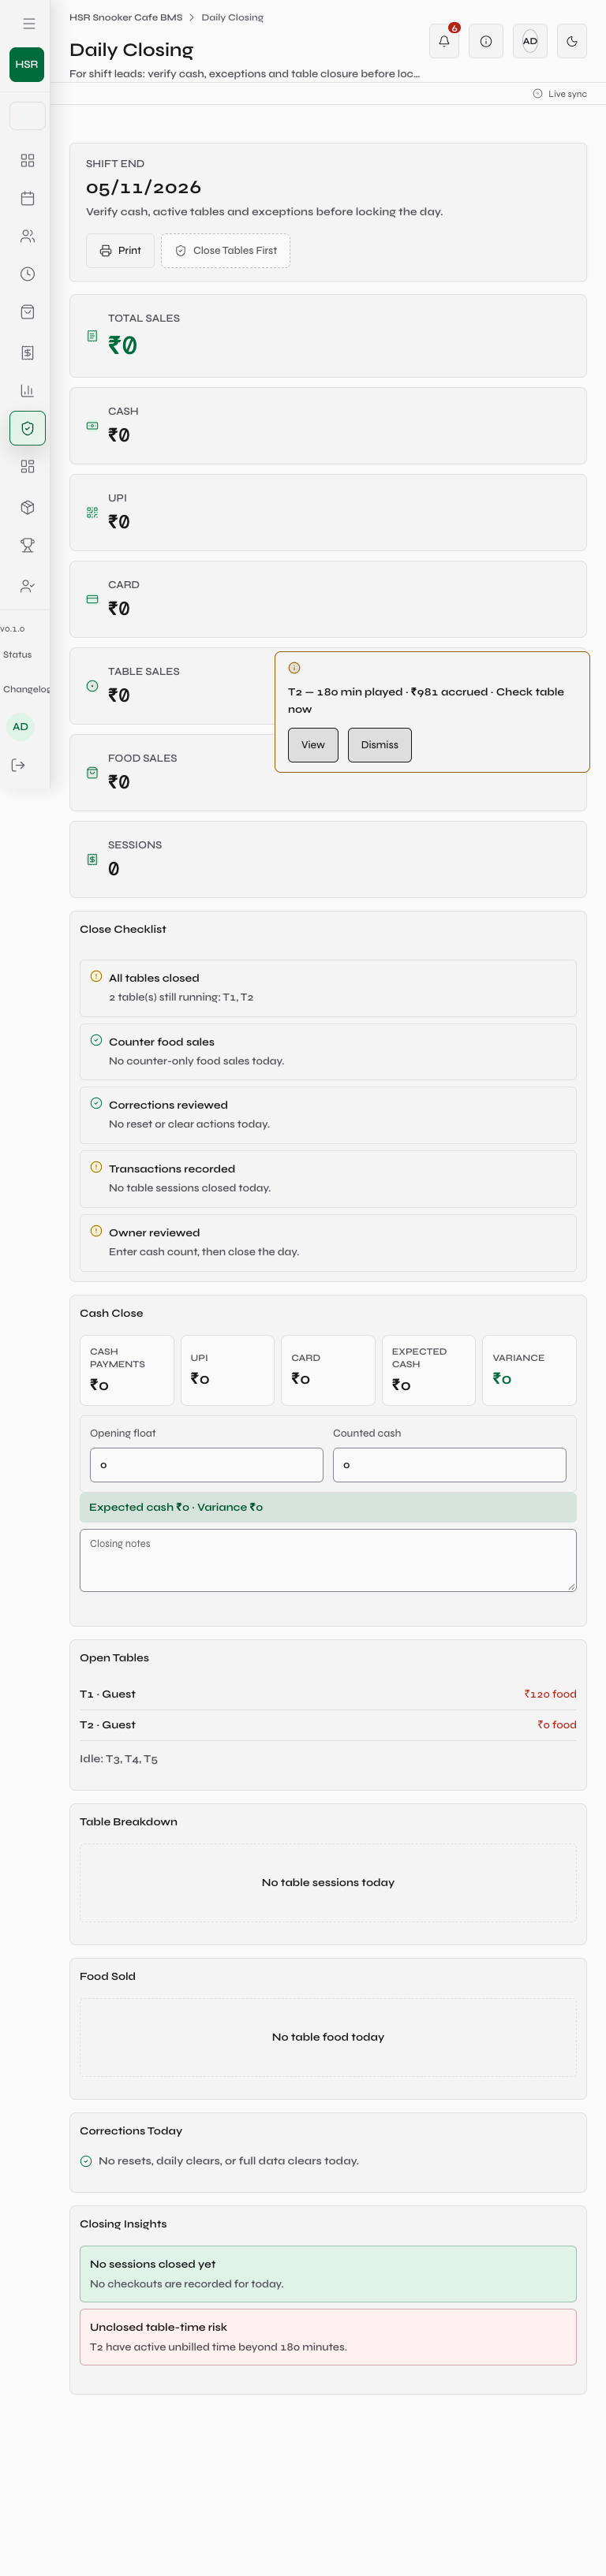 HSR Snooker Cafe BMS > Daily Closing
Daily Closing
For shift leads: verify cash, exceptions and table closure before loc...
6
AD
Live sync
HSR
v0.1.0
Status
Changelog
AD
SHIFT END
05/11/2026
Verify cash, active tables and exceptions before locking the day.
Print
Close Tables First
TOTAL SALES
₹0
CASH
₹0
UPI
₹0
CARD
₹0
TABLE SALES
₹0
T2 — 180 min played · ₹981 accrued · Check table
now
View
Dismiss
FOOD SALES
₹0
SESSIONS
0
Close Checklist
All tables closed
2 table(s) still running: T1, T2
Counter food sales
No counter-only food sales today.
Corrections reviewed
No reset or clear actions today.
Transactions recorded
No table sessions closed today.
Owner reviewed
Enter cash count, then close the day.
Cash Close
CASH PAYMENTS
₹0
UPI
₹0
CARD
₹0
EXPECTED CASH
₹0
VARIANCE
₹0
Opening float
0
Counted cash
0
Expected cash ₹0 · Variance ₹0
Closing notes
Open Tables
T1 · Guest ₹120 food
T2 · Guest ₹0 food
Idle: T3, T4, T5
Table Breakdown
No table sessions today
Food Sold
No table food today
Corrections Today
No resets, daily clears, or full data clears today.
Closing Insights
No sessions closed yet
No checkouts are recorded for today.
Unclosed table-time risk
T2 have active unbilled time beyond 180 minutes.